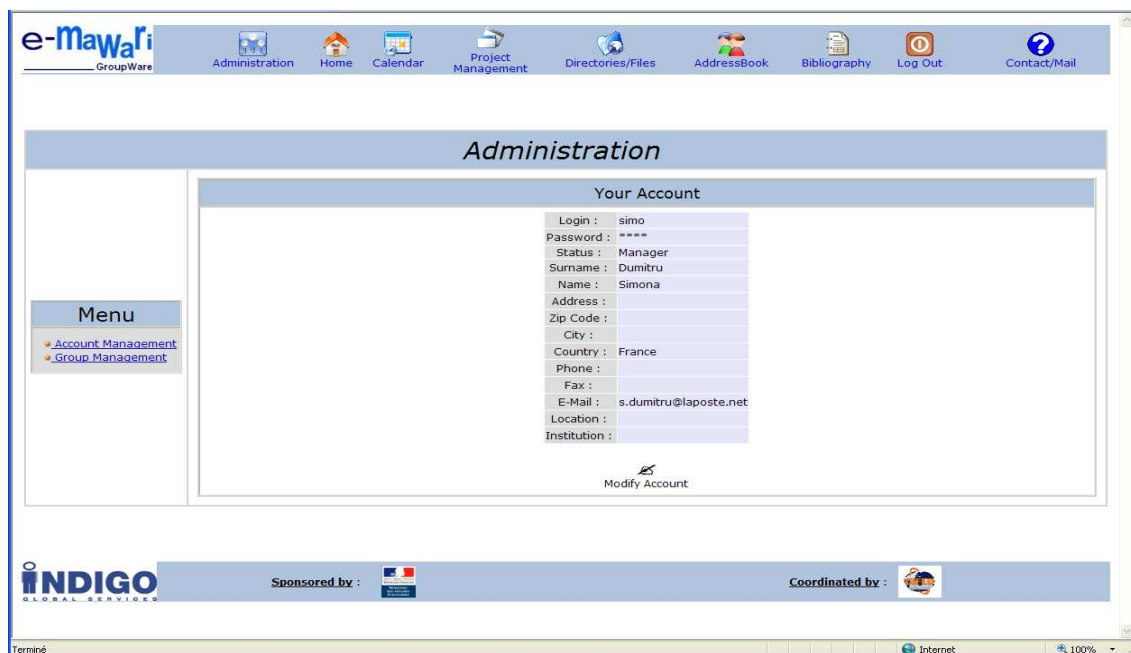 e-mawari
GroupWare
Administration Home Calendar Project Management Directories/Files AddressBook Bibliography Log Out Contact/Mail
Administration
Your Account
Login : simo
Password : ****
Status : Manager
Surname : Dumitru
Name : Simona
Address :
Zip Code :
City :
Country : France
Phone :
Fax :
E-Mail : s.dumitru@laposte.net
Location :
Institution :
Modify Account
Menu
Account Management
Group Management
INDIGO
GLOBAL SERVICES
Sponsored by :
Coordinated by :
Terminé Internet 100%